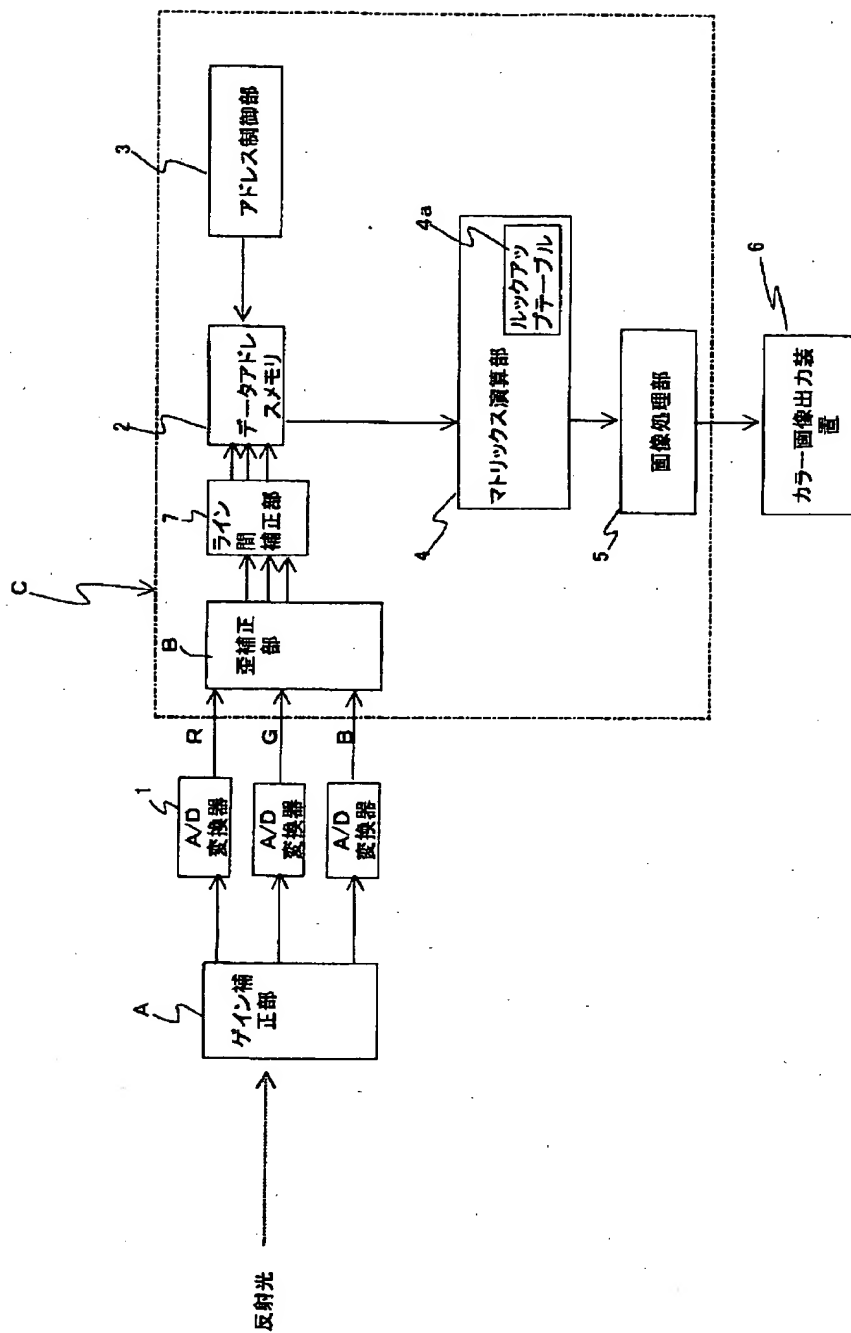 反射光
A
ゲイン補
正部
1
A/D
変換器
A/D
変換器
A/D
変換器
R
G
B
C
B
歪補正
部
7
ライン
間
補正部
2
データアドレ
スメモリ
3
アドレス制御部
4
マトリックス演算部
4a
ルックアッ
プテーブル
5
画像処理部
6
カラー画像出力装
置